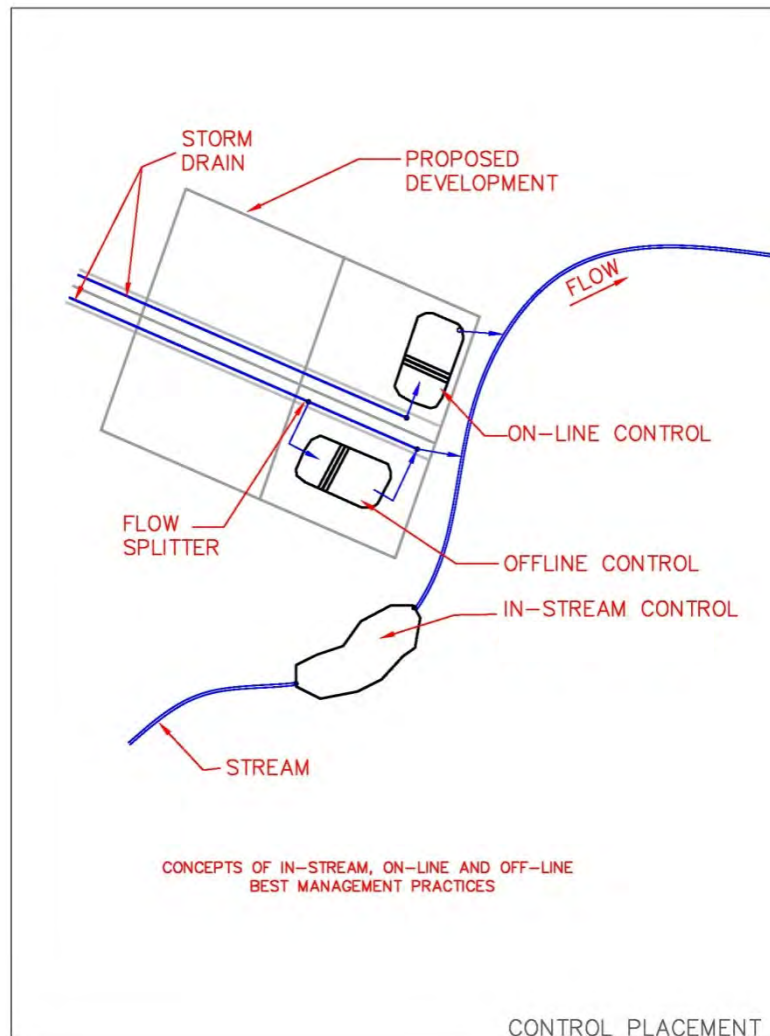 STORM
DRAIN
PROPOSED
DEVELOPMENT
FLOW
ON-LINE CONTROL
FLOW
SPLITTER
OFFLINE CONTROL
IN-STREAM CONTROL
STREAM
CONCEPTS OF IN-STREAM, ON-LINE AND OFF-LINE
BEST MANAGEMENT PRACTICES
CONTROL PLACEMENT